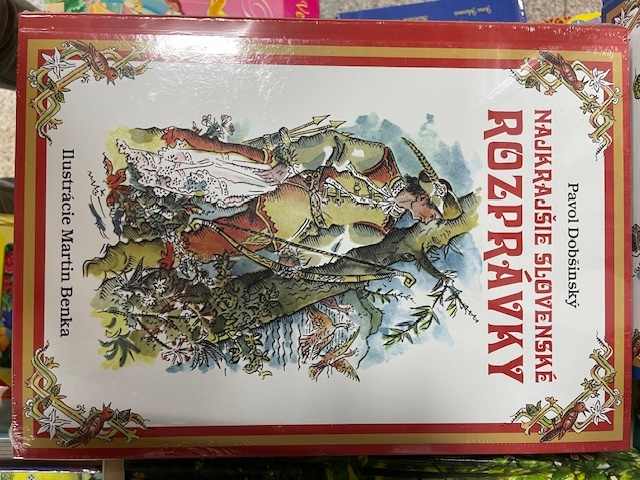 Pavol Dobšinský
NAJKRAJŠIE SLOVENSKÉ
ROZPRÁVKY
Ilustrácie Martin Benka